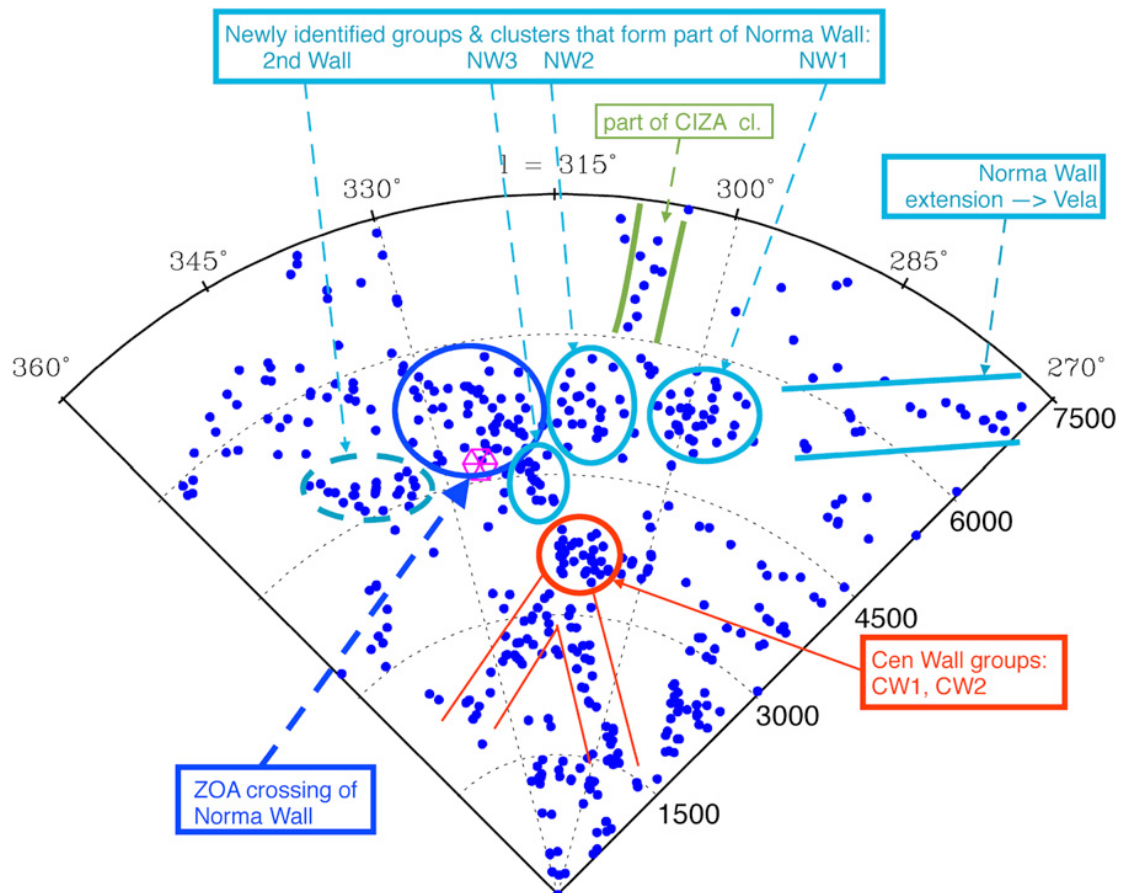 Newly identified groups & clusters that form part of Norma Wall:
2nd Wall NW3 NW2 NW1
part of CIZA cl.
Norma Wall
extension —> Vela
l = 315°
330°
300°
345°
285°
360°
270°
7500
6000
4500
Cen Wall groups:
CW1, CW2
3000
ZOA crossing of
Norma Wall
1500